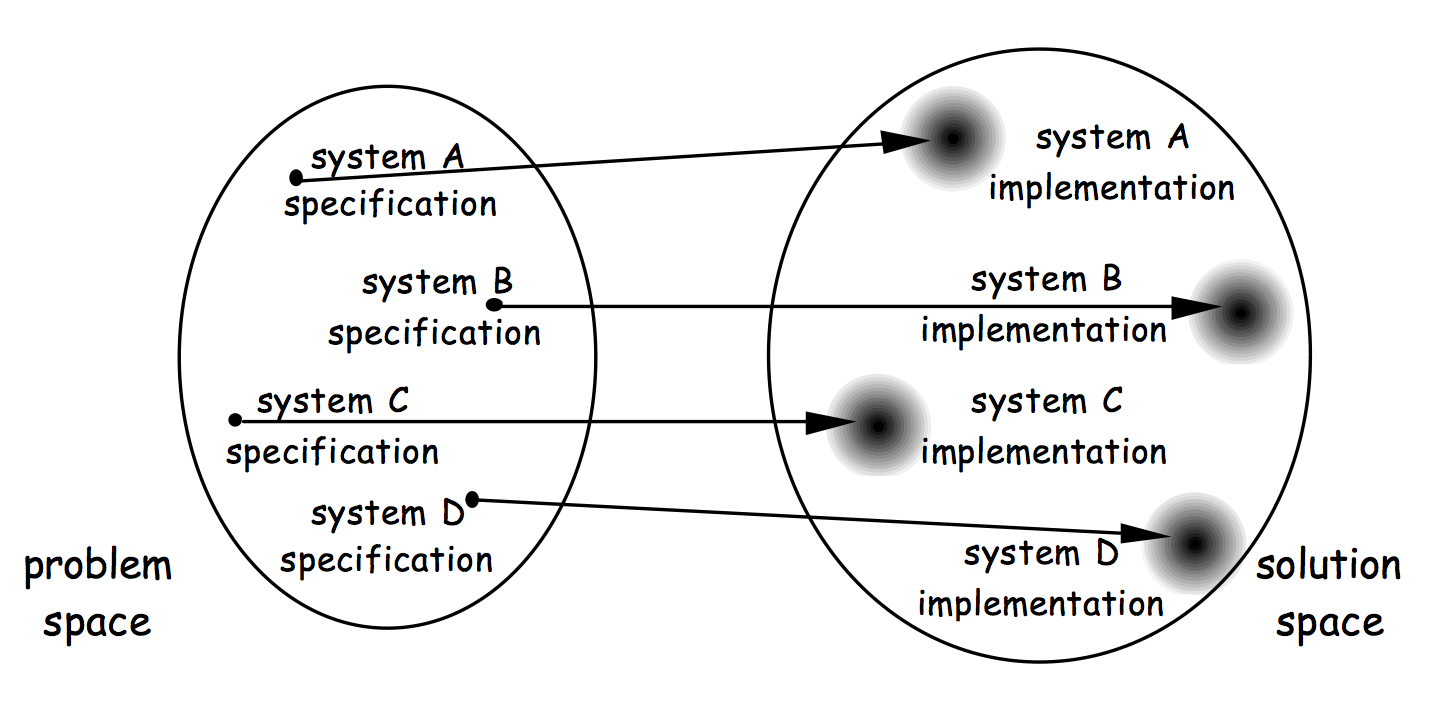 system A
specification
system B
specification
system C
specification
system D
specification
problem
space
system A
implementation
system B
implementation
system C
implementation
system D
implementation
solution
space